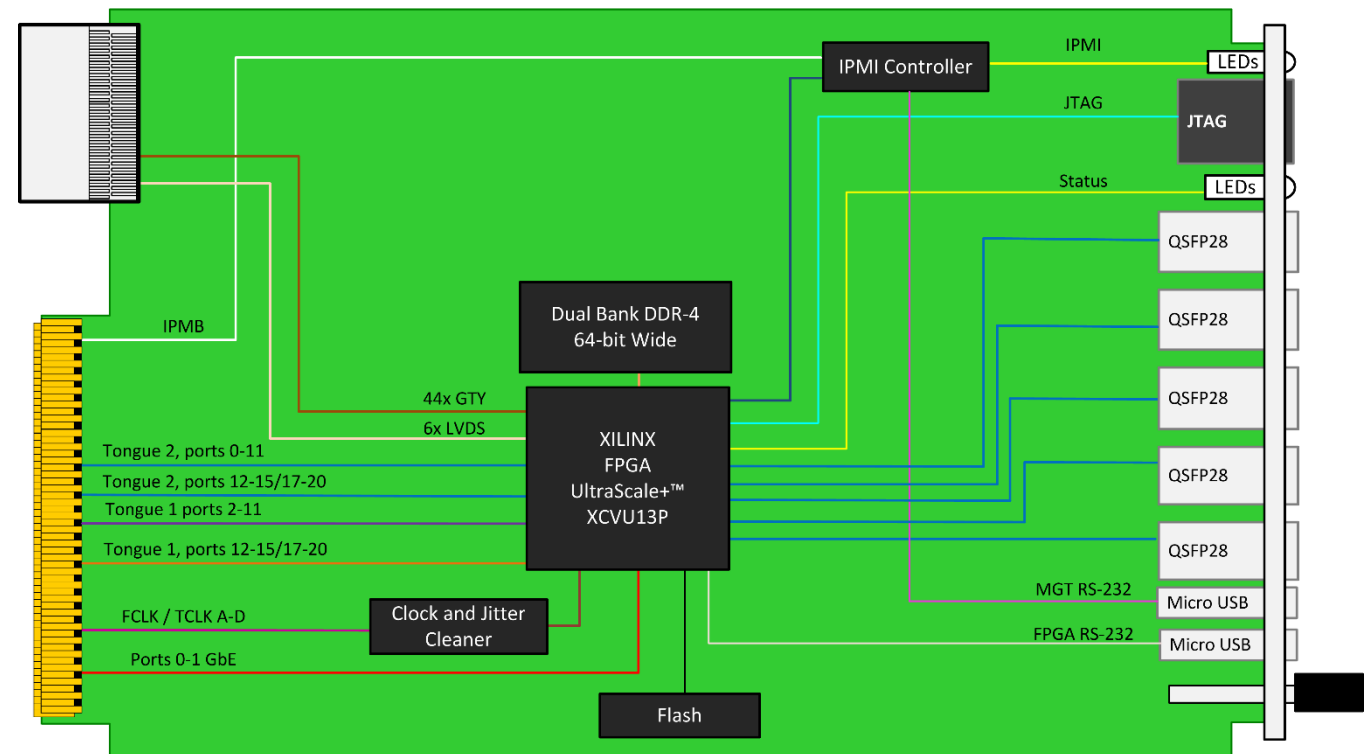 IPMI
IPMI Controller
LEDs
JTAG
JTAG
Status
LEDs
QSFP28
QSFP28
QSFP28
QSFP28
QSFP28
IPMB
Dual Bank DDR-4
64-bit Wide
44x GTY
6x LVDS
XILINX
FPGA
UltraScale+™
XCVU13P
Tongue 2, ports 0-11
Tongue 2, ports 12-15/17-20
Tongue 1 ports 2-11
Tongue 1, ports 12-15/17-20
FCLK / TCLK A-D
Clock and Jitter
Cleaner
Ports 0-1 GbE
MGT RS-232
Micro USB
FPGA RS-232
Micro USB
Flash